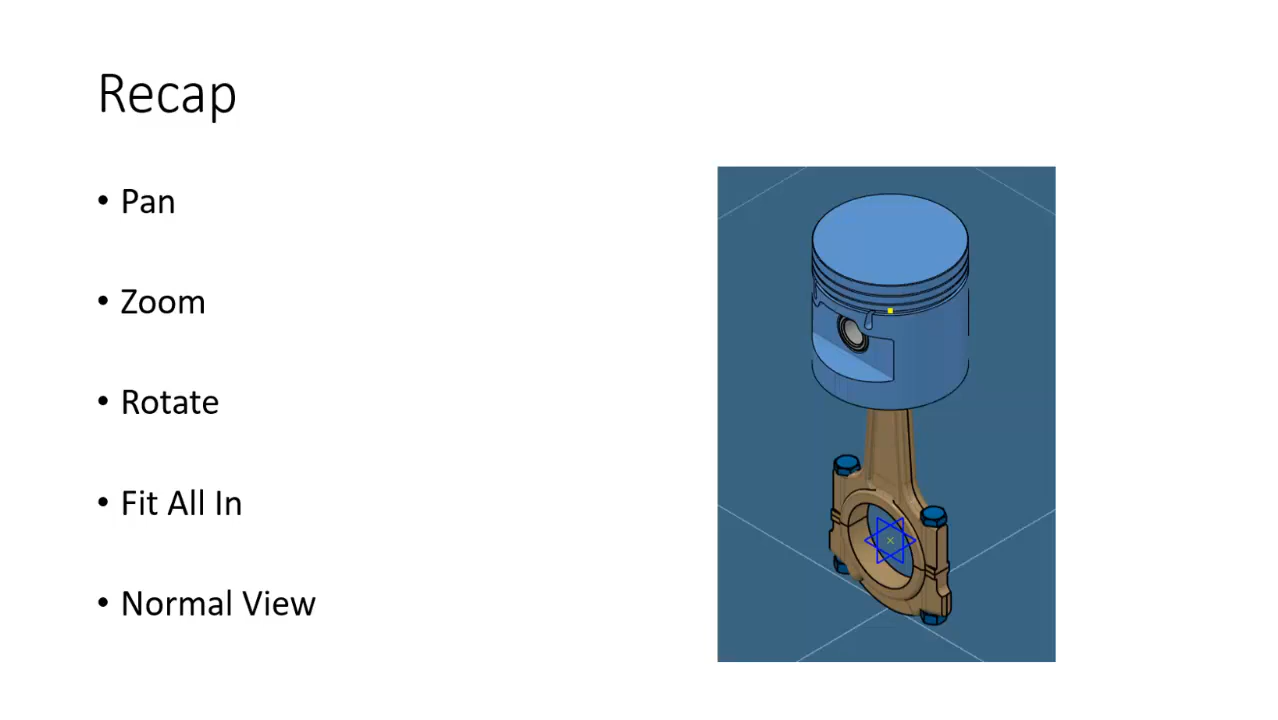 Recap
• Pan
• Zoom
• Rotate
• Fit All In
• Normal View